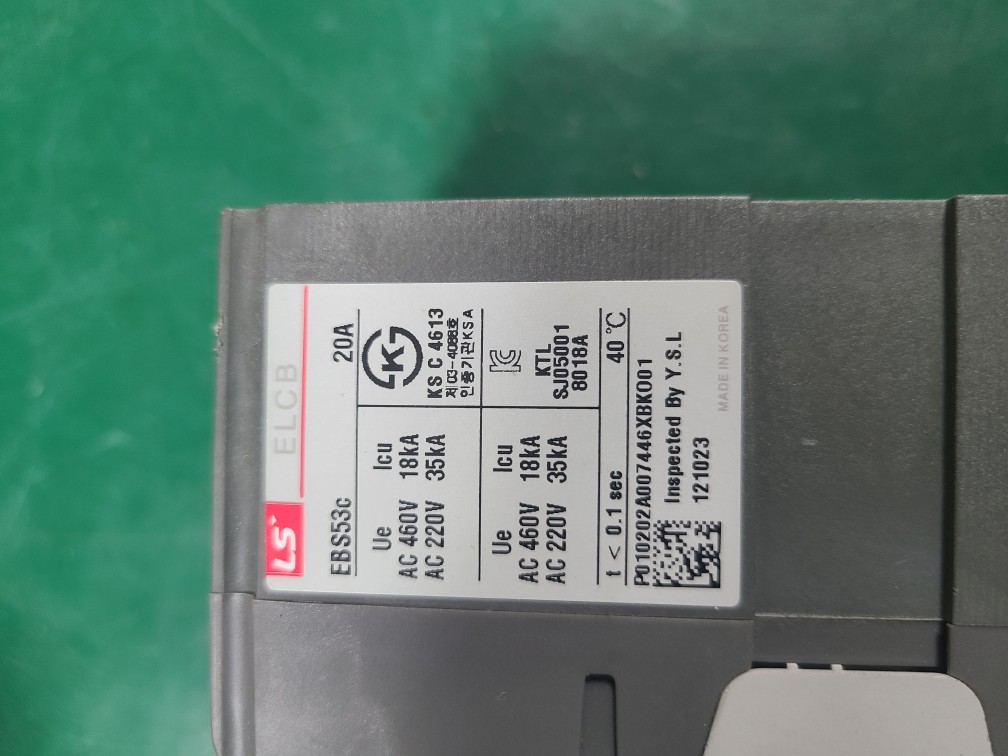 LS ELCB
EBS53c 20A
Ue Icu
AC 460V 18kA
AC 220V 35kA
KS C 4613
제03-4086호
인증기관KSA
Ue Icu
AC 460V 18kA
AC 220V 35kA
KTL
SJ05001
8018A
t < 0.1 sec 40℃
P010202A007446XBK001
Inspected By Y.S.L
121023
MADE IN KOREA